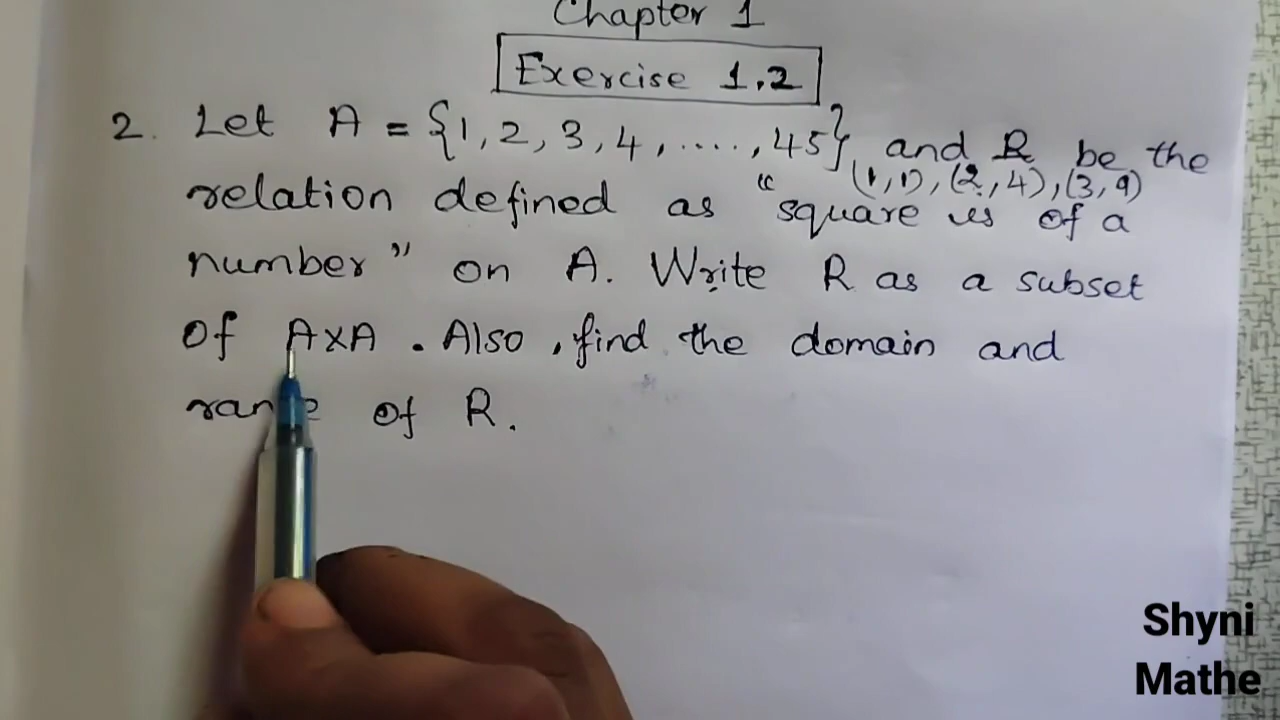 Chapter 1
Exercise 1.2
2. Let A = {1, 2, 3, 4, ...., 45} and R be the
(1,1), (2,4), (3,9)
relation defined as "square is of a
number" on A. Write R as a subset
of A×A. Also, find the domain and
of R.
Shyni
Mathe